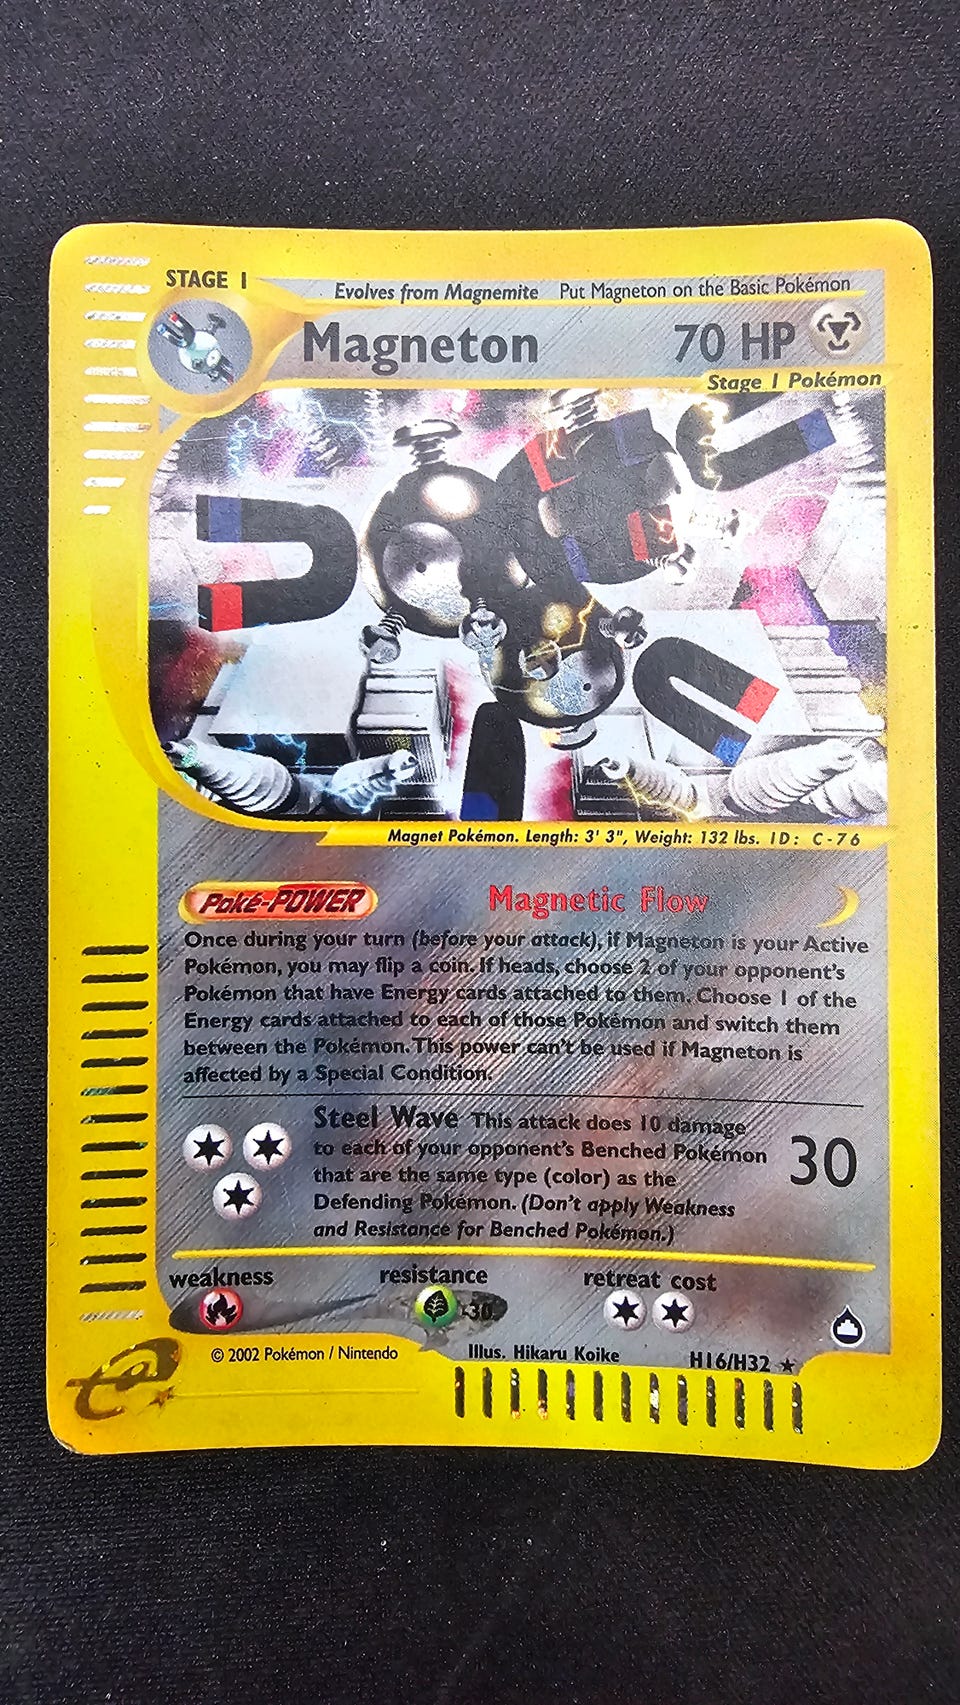 STAGE 1
Evolves from Magnemite Put Magneton on the Basic Pokémon
Magneton 70 HP
Stage 1 Pokémon
Magnet Pokémon. Length: 3' 3", Weight: 132 lbs. ID: C-76
Poké-POWER Magnetic Flow
Once during your turn (before your attack), if Magneton is your Active
Pokémon, you may flip a coin. If heads, choose 2 of your opponent's
Pokémon that have Energy cards attached to them. Choose 1 of the
Energy cards attached to each of those Pokémon and switch them
between the Pokémon. This power can't be used if Magneton is
affected by a Special Condition.
Steel Wave This attack does 10 damage
to each of your opponent's Benched Pokémon
that are the same type (color) as the
Defending Pokémon. (Don't apply Weakness
and Resistance for Benched Pokémon.)
30
weakness resistance retreat cost
-30
© 2002 Pokémon / Nintendo Illus. Hikaru Koike H16/H32 ★
e